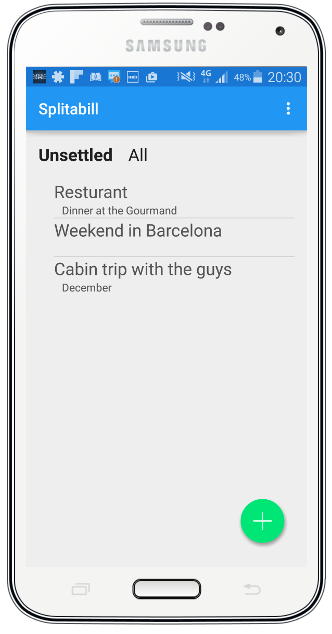 SAMSUNG
4G 48% 20:30
Splitabill
Unsettled All
Resturant
Dinner at the Gourmand
Weekend in Barcelona
Cabin trip with the guys
December